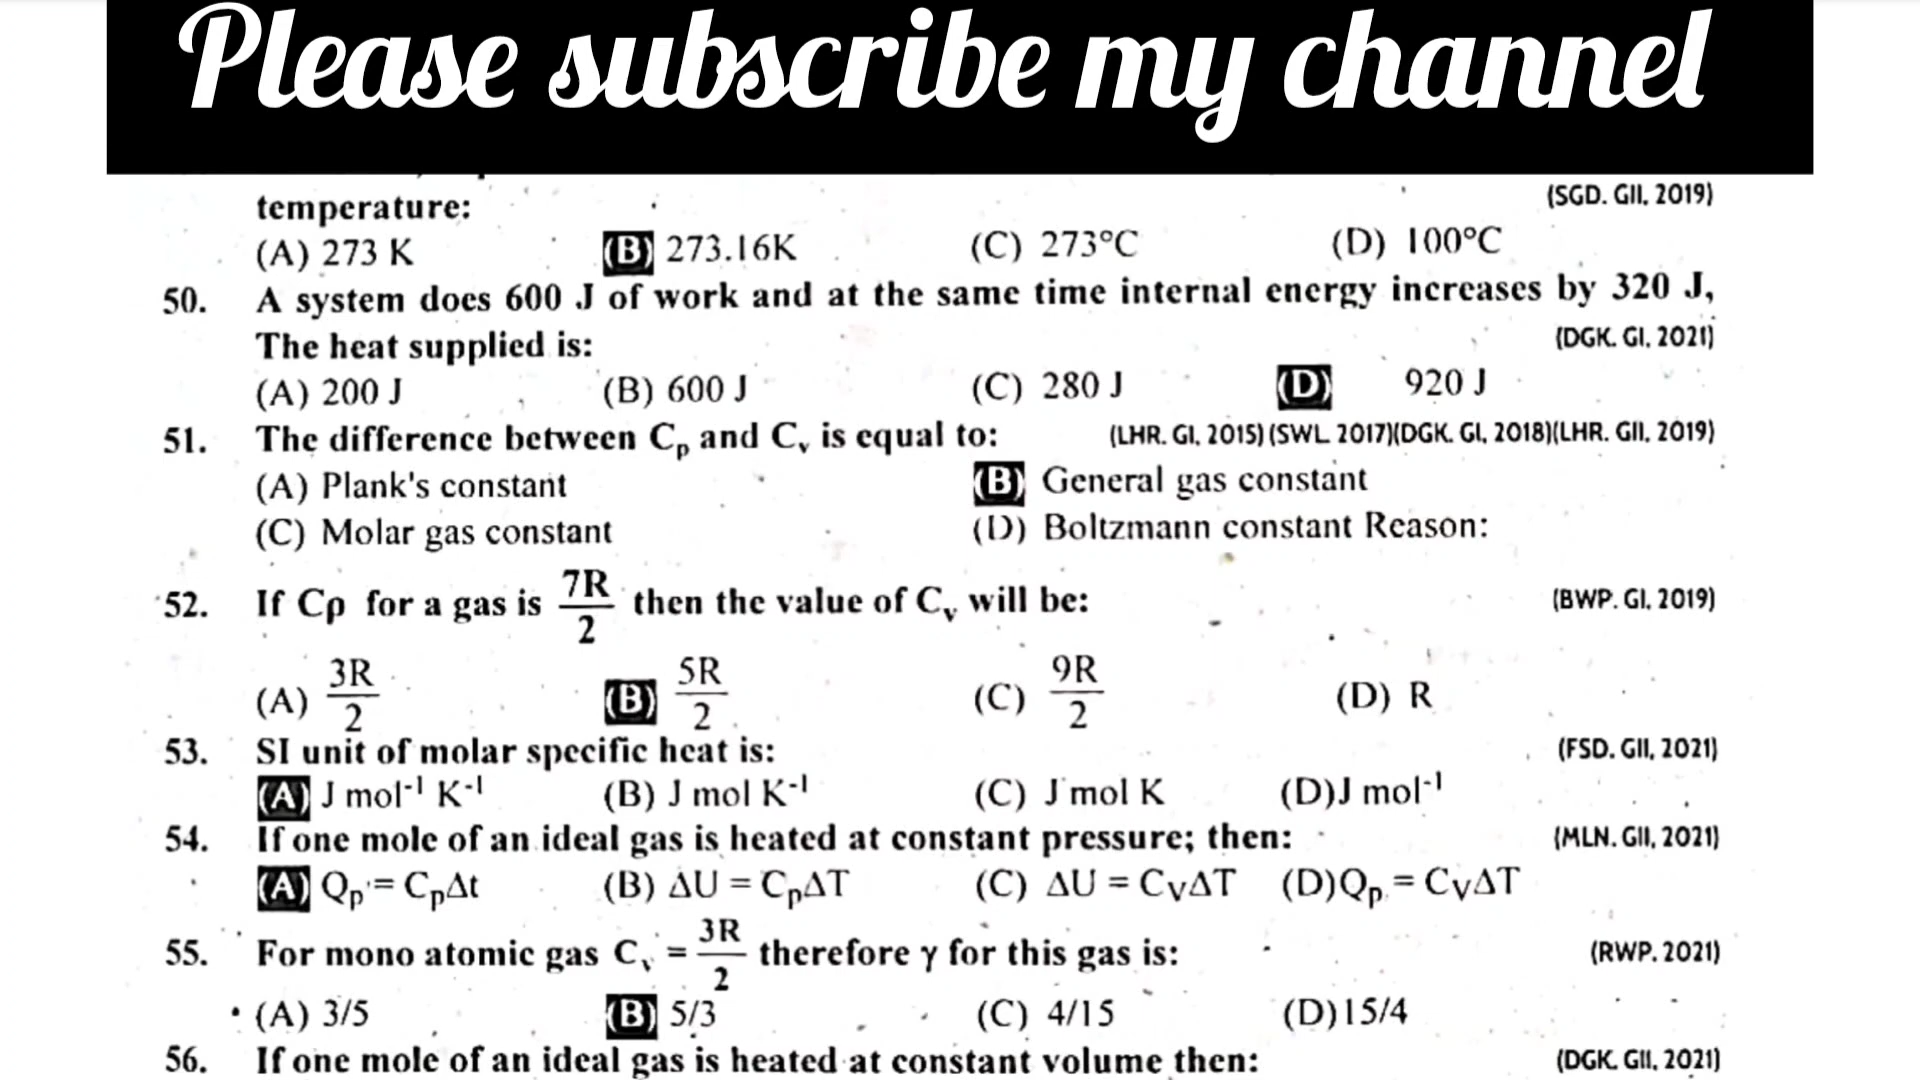 Please subscribe my channel
temperature: (SGD. GII, 2019)
(A) 273 K (B) 273.16K (C) 273°C (D) 100°C
50. A system does 600 J of work and at the same time internal energy increases by 320 J,
The heat supplied is: (DGK. GI, 2021)
(A) 200 J (B) 600 J (C) 280 J (D) 920 J
51. The difference between Cp and Cv is equal to: (LHR. GI, 2015) (SWL 2017)(DGK. GI, 2018)(LHR. GII, 2019)
(A) Plank's constant (B) General gas constant
(C) Molar gas constant (D) Boltzmann constant Reason:
52. If Cp for a gas is 7R/2 then the value of Cv will be: (BWP. GI, 2019)
(A) 3R/2 (B) 5R/2 (C) 9R/2 (D) R
53. SI unit of molar specific heat is: (FSD. GII, 2021)
(A) J mol⁻¹ K⁻¹ (B) J mol K⁻¹ (C) J mol K (D)J mol⁻¹
54. If one mole of an ideal gas is heated at constant pressure; then: (MLN. GII, 2021)
(A) Qp = CpΔt (B) ΔU = CpΔT (C) ΔU = CvΔT (D)Qp = CvΔT
55. For mono atomic gas Cv = 3R/2 therefore γ for this gas is: (RWP. 2021)
(A) 3/5 (B) 5/3 (C) 4/15 (D)15/4
56. If one mole of an ideal gas is heated at constant volume then: (DGK. GII, 2021)